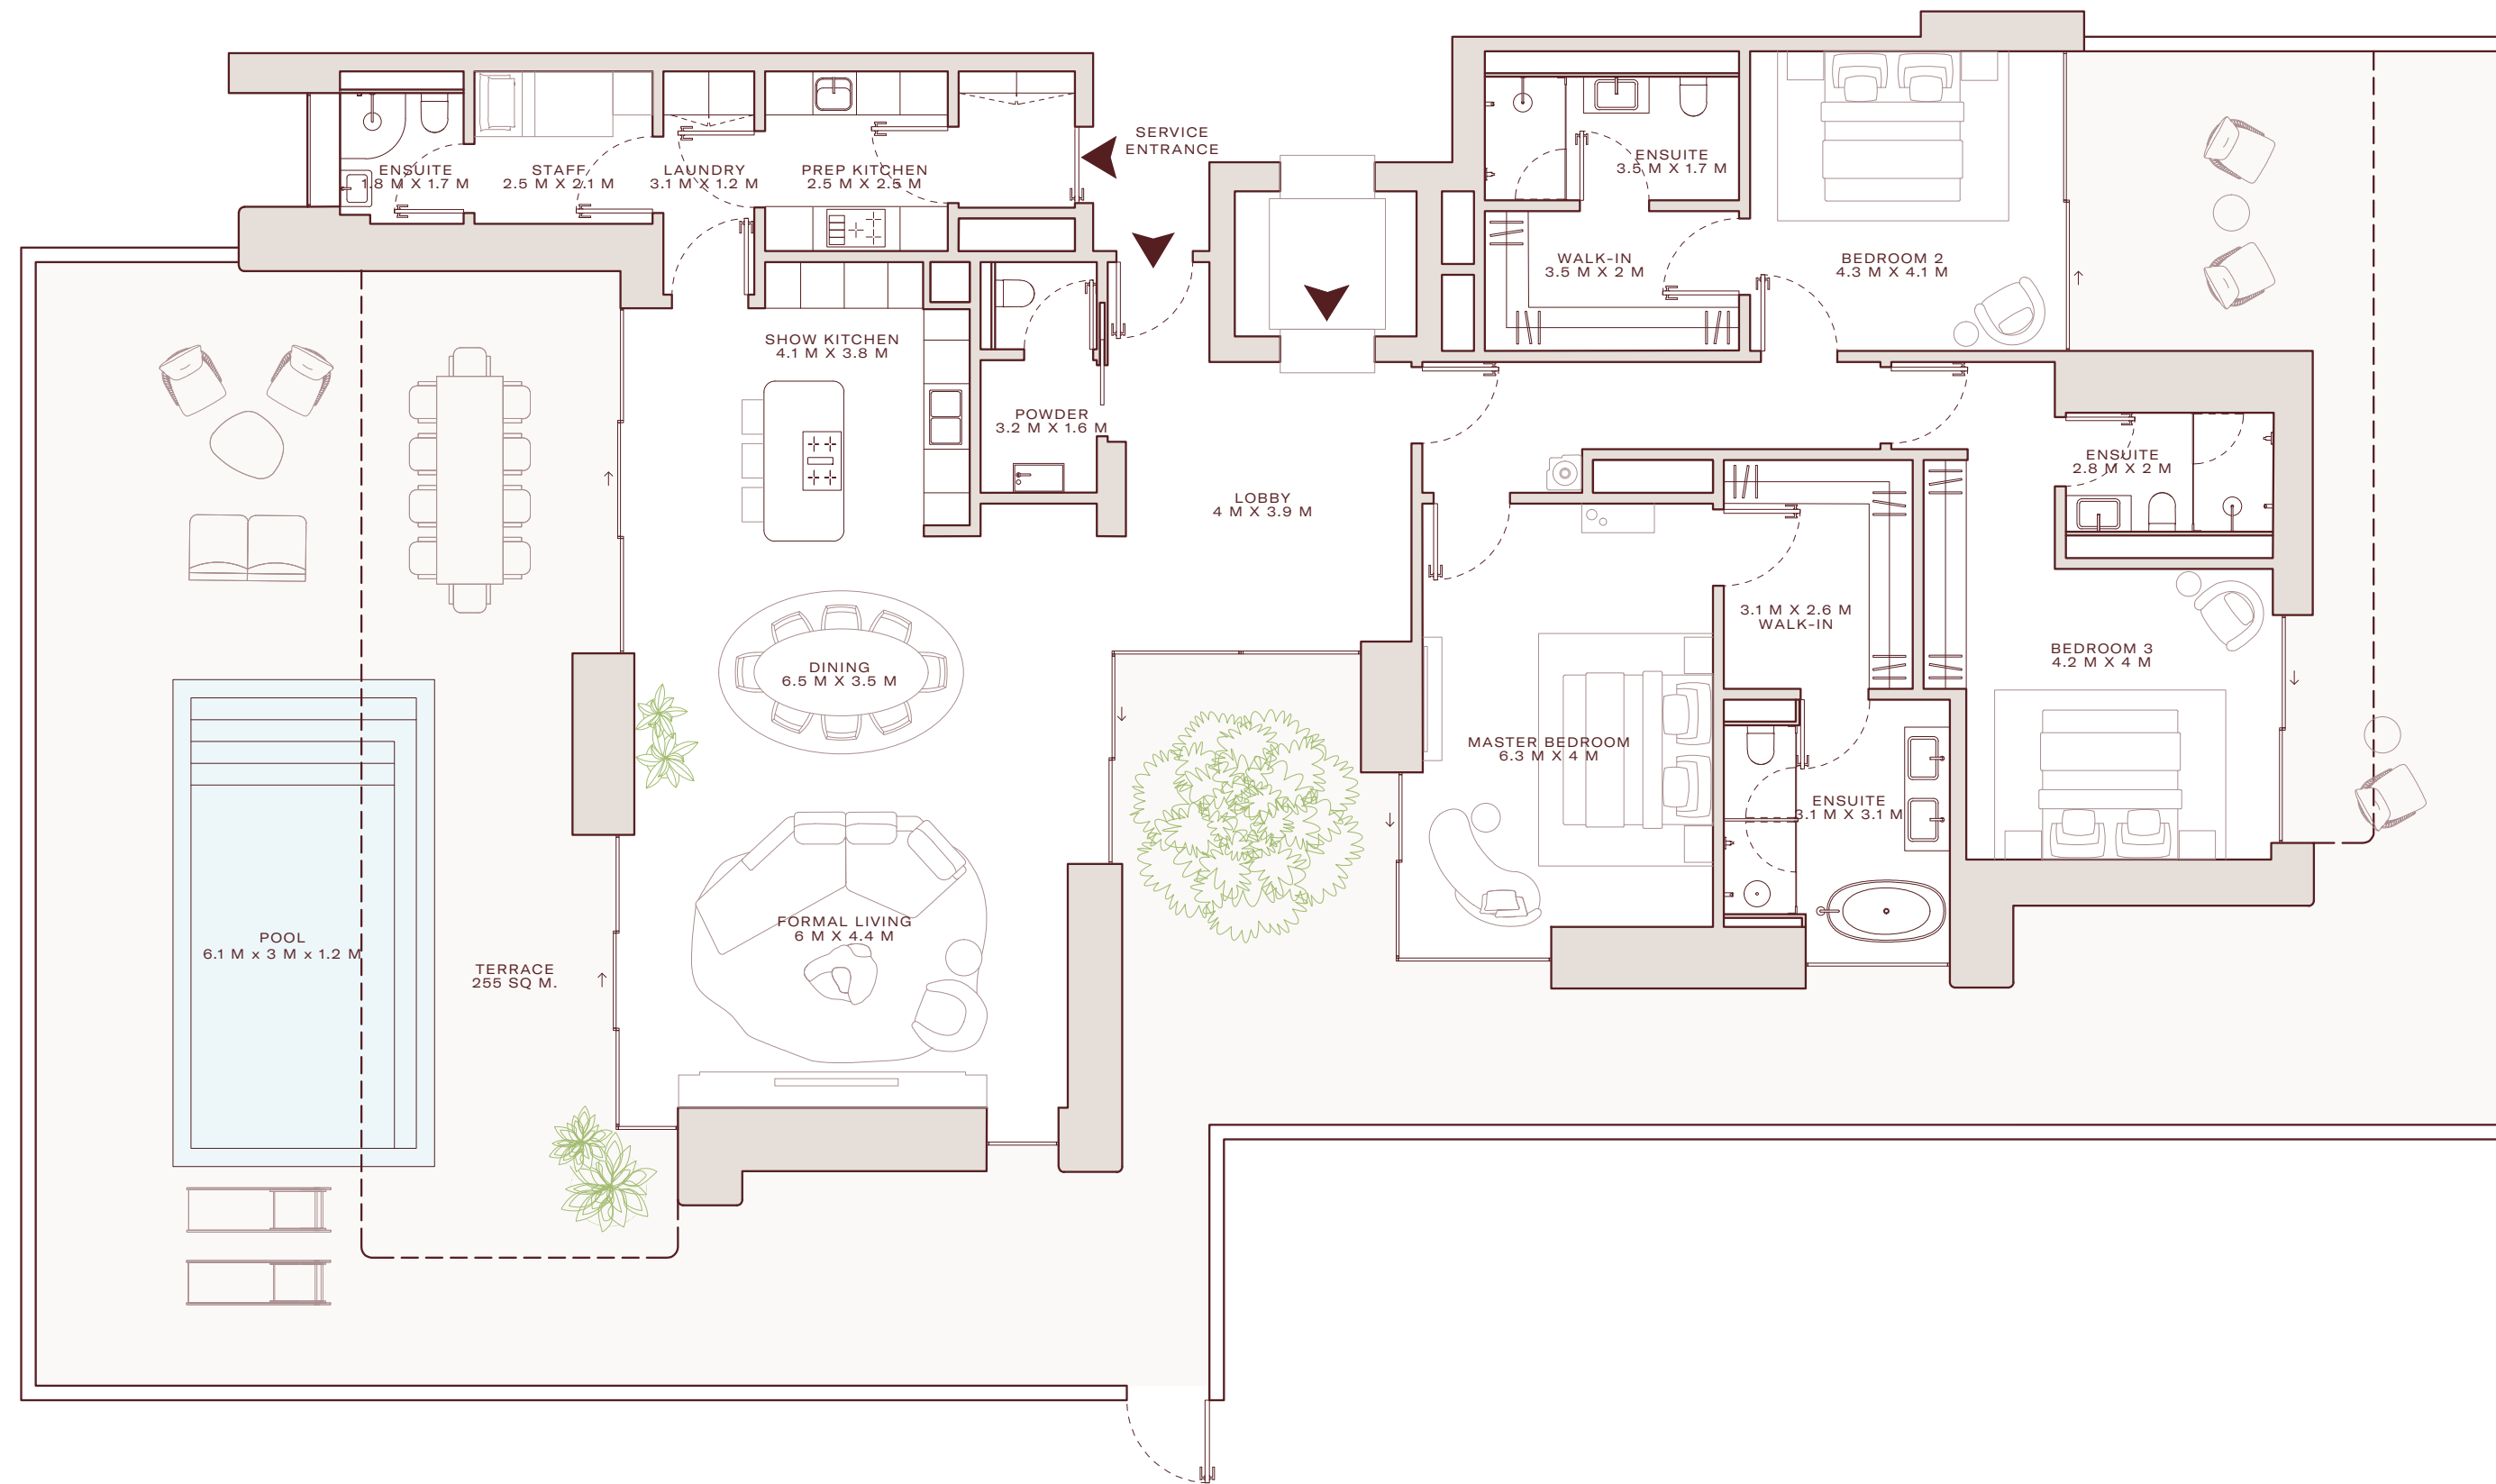 SERVICE
ENTRANCE
ENSUITE
1.8 M X 1.7 M
STAFF
2.5 M X 2.1 M
LAUNDRY
3.1 M X 1.2 M
PREP KITCHEN
2.5 M X 2.5 M
ENSUITE
3.5 M X 1.7 M
WALK-IN
3.5 M X 2 M
BEDROOM 2
4.3 M X 4.1 M
SHOW KITCHEN
4.1 M X 3.8 M
POWDER
3.2 M X 1.6 M
LOBBY
4 M X 3.9 M
ENSUITE
2.8 M X 2 M
3.1 M X 2.6 M
WALK-IN
BEDROOM 3
4.2 M X 4 M
DINING
6.5 M X 3.5 M
MASTER BEDROOM
6.3 M X 4 M
ENSUITE
3.1 M X 3.1 M
FORMAL LIVING
6 M X 4.4 M
POOL
6.1 M x 3 M x 1.2 M
TERRACE
255 SQ M.